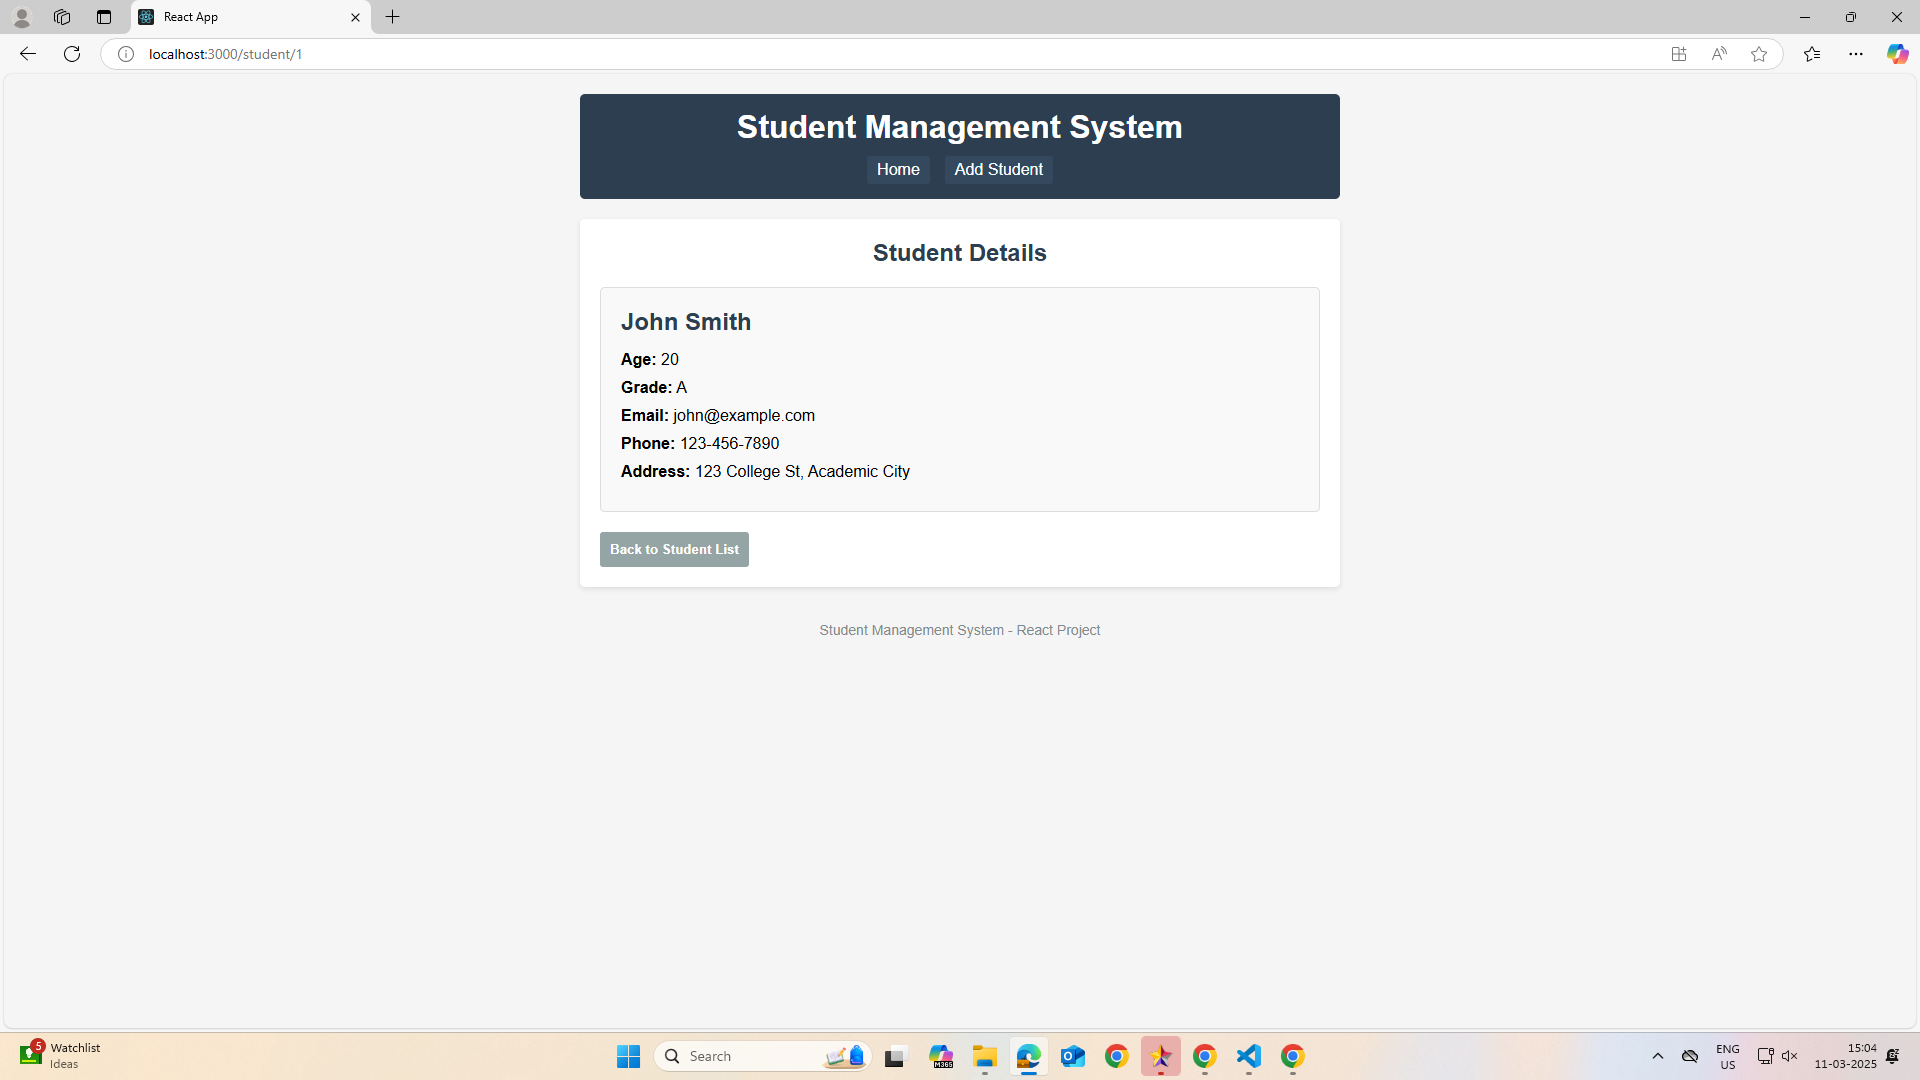 React App
localhost:3000/student/1
Student Management System
Home Add Student
Student Details
John Smith
Age: 20
Grade: A
Email: john@example.com
Phone: 123-456-7890
Address: 123 College St, Academic City
Back to Student List
Student Management System - React Project
5
Watchlist
Ideas
Search
M365
ENG
US
15:04
11-03-2025